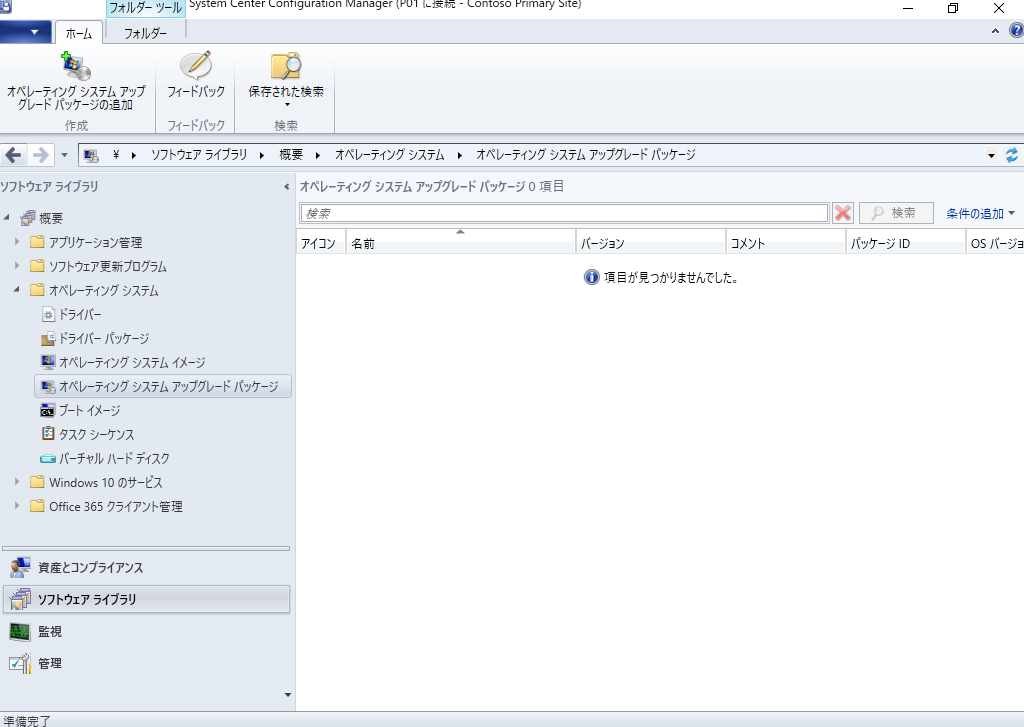 フォルダー ツール
System Center Configuration Manager (P01 に接続 - Contoso Primary Site)
ホーム
フォルダー
オペレーティング システム アップ
グレード パッケージの追加
フィードバック
保存された検索
作成
フィードバック
検索
¥ ソフトウェア ライブラリ 概要 オペレーティング システム オペレーティング システム アップグレード パッケージ
ソフトウェア ライブラリ
概要
アプリケーション管理
ソフトウェア更新プログラム
オペレーティング システム
ドライバー
ドライバー パッケージ
オペレーティング システム イメージ
オペレーティング システム アップグレード パッケージ
ブート イメージ
タスク シーケンス
バーチャル ハード ディスク
Windows 10 のサービス
Office 365 クライアント管理
資産とコンプライアンス
ソフトウェア ライブラリ
監視
管理
オペレーティング システム アップグレード パッケージ 0 項目
検索
検索
条件の追加
アイコン 名前 バージョン コメント パッケージ ID OS バージョ
項目が見つかりませんでした。
準備完了